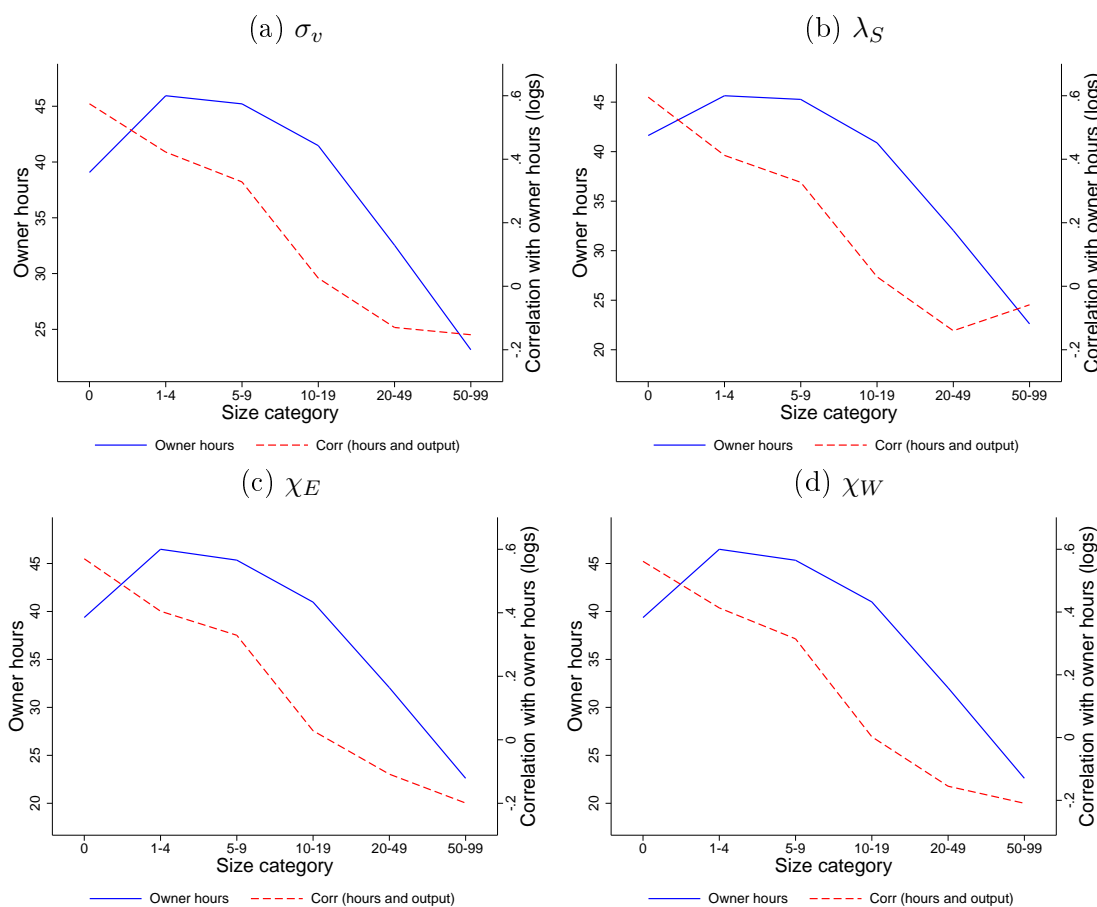 (a) σ_v
45
40
35
30
25
Owner hours
.6
.4
.2
0
-.2
Correlation with owner hours (logs)
0 1-4 5-9 10-19 20-49 50-99
Size category
Owner hours Corr (hours and output)
(b) λ_S
45
40
35
30
25
20
Owner hours
.6
.4
.2
0
-.2
Correlation with owner hours (logs)
0 1-4 5-9 10-19 20-49 50-99
Size category
Owner hours Corr (hours and output)
(c) χ_E
45
40
35
30
25
20
Owner hours
.6
.4
.2
0
-.2
Correlation with owner hours (logs)
0 1-4 5-9 10-19 20-49 50-99
Size category
Owner hours Corr (hours and output)
(d) χ_W
45
40
35
30
25
20
Owner hours
.6
.4
.2
0
-.2
Correlation with owner hours (logs)
0 1-4 5-9 10-19 20-49 50-99
Size category
Owner hours Corr (hours and output)